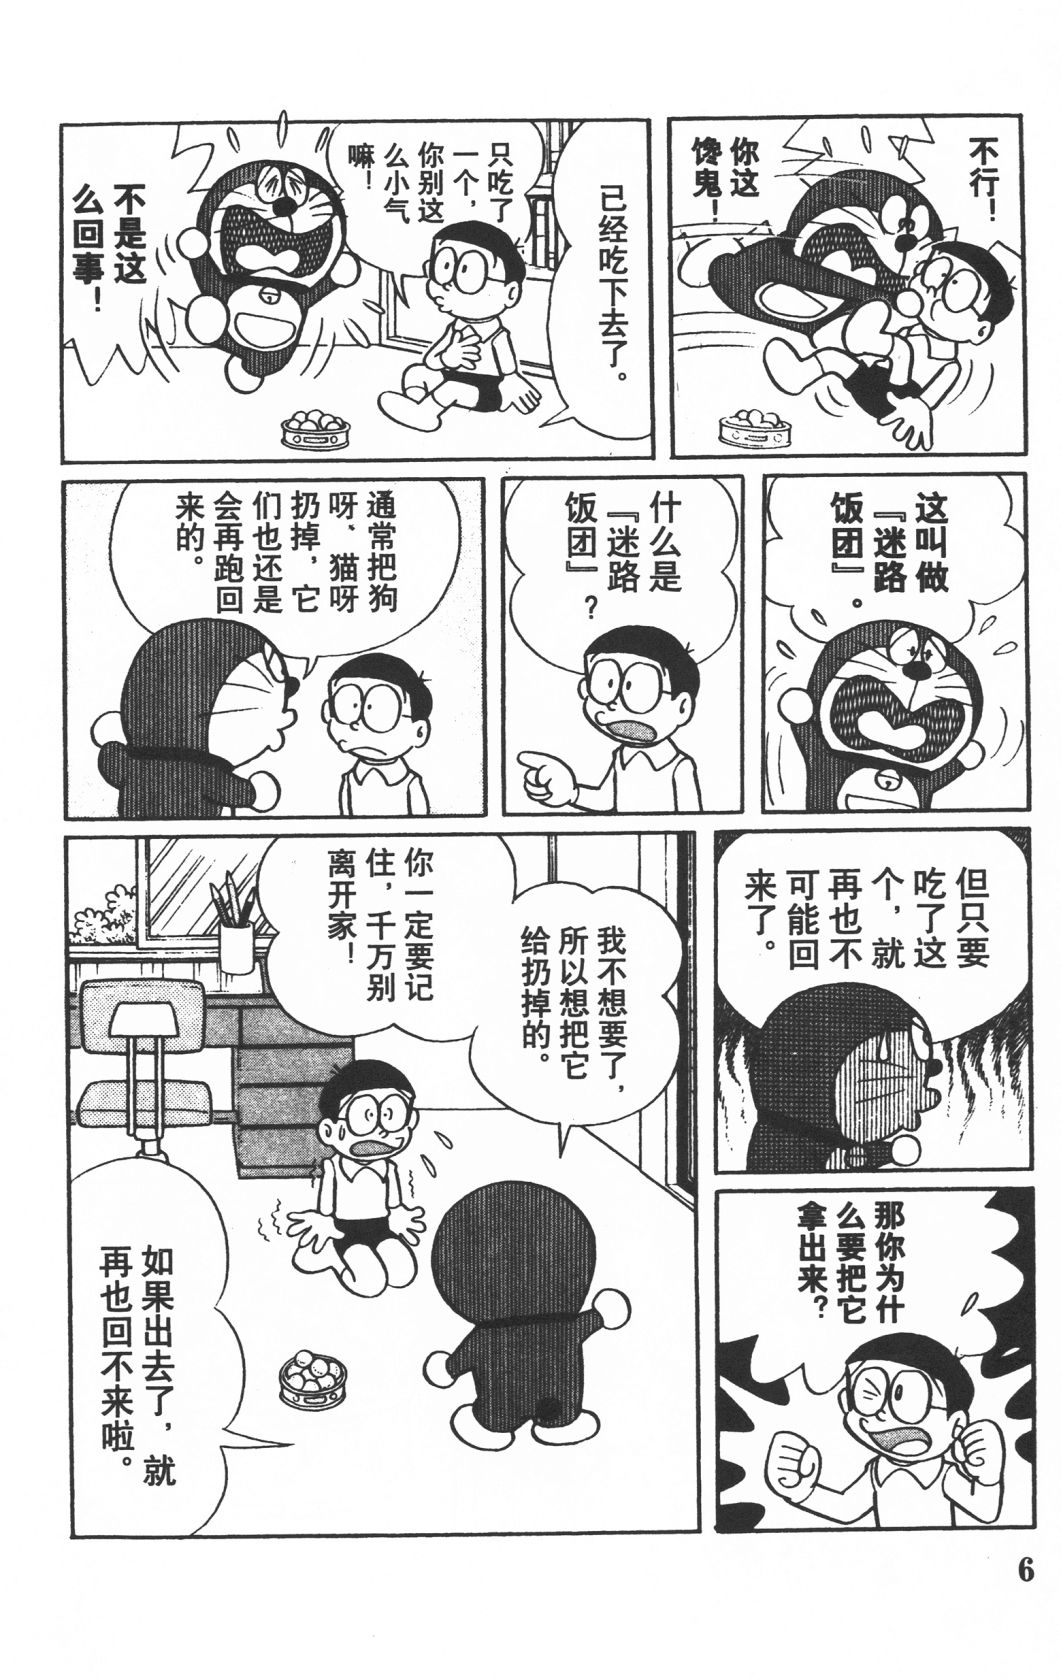 不行！
你这
馋鬼！
已经吃下去了。
只吃了
一个，
你别这
么小气
嘛！
不是这
么回事！
这叫做
『迷路
饭团』。
什么是
『迷路
饭团』？
通常把狗
呀、猫呀
扔掉，它
们也还是
会再跑回
来的。
但只要
吃了这
个，就
再也不
可能回
来了。
那你为什
么要把它
拿出来？
我不想要了，
所以想把它
给扔掉的。
你一定要记
住，千万别
离开家！
如果出去了，就
再也回不来啦。
6